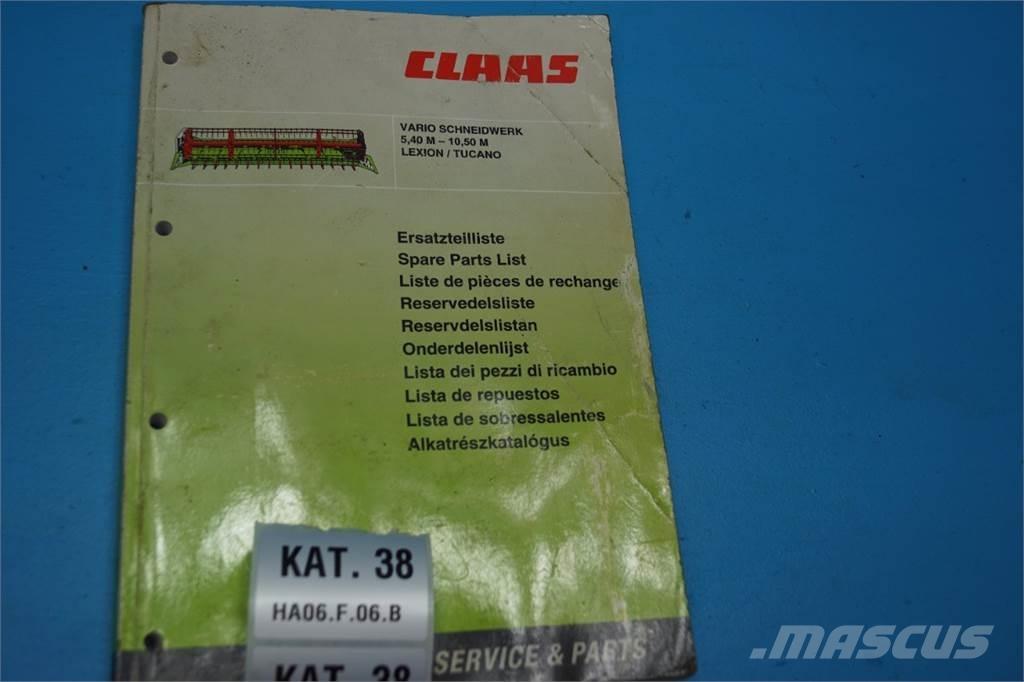 CLAAS
VARIO SCHNEIDWERK
5,40 M – 10,50 M
LEXION / TUCANO
Ersatzteilliste
Spare Parts List
Liste de pièces de rechange
Reservedelsliste
Reservdelslistan
Onderdelenlijst
Lista dei pezzi di ricambio
Lista de repuestos
Lista de sobressalentes
Alkatrészkatalógus
KAT. 38
HA06.F.06.B
KAT. 38
SERVICE & PARTS
MASCUS